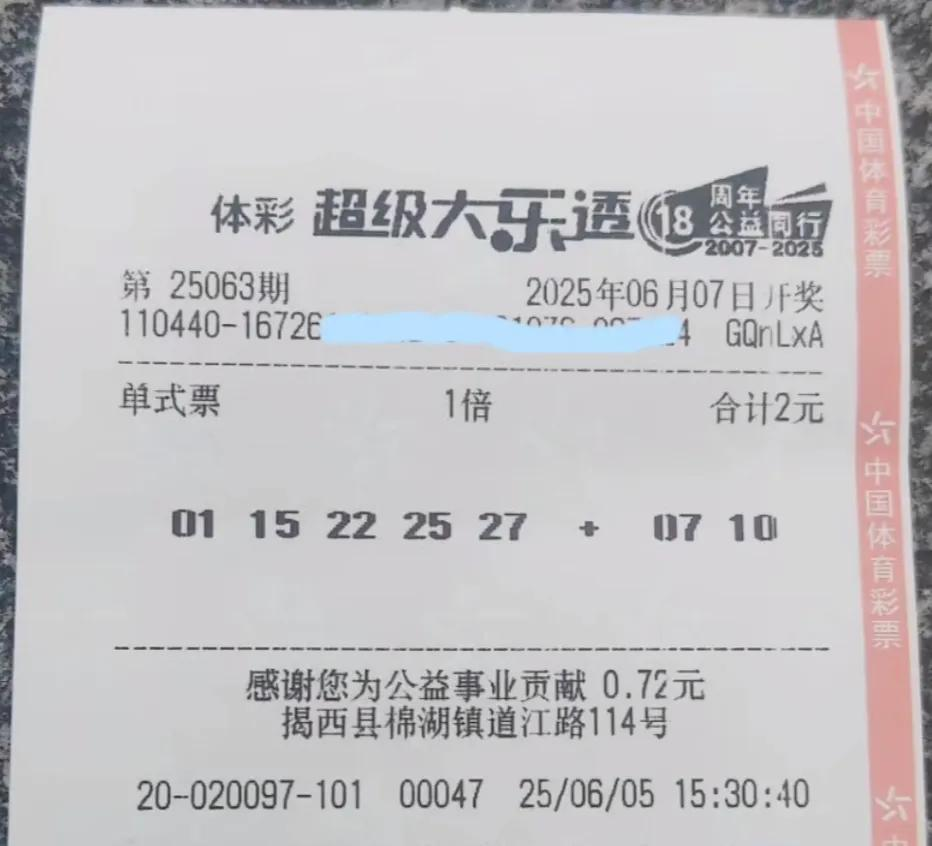 体彩 超级大乐透 18 周年 公益同行 2007-2025
第 25063期 2025年06月07日开奖
110440-16726 4 GQnLxA
单式票 1倍 合计2元
01 15 22 25 27 + 07 10
感谢您为公益事业贡献 0.72元
揭西县棉湖镇道江路114号
20-020097-101 00047 25/06/05 15:30:40
中国体育彩票
中国体育彩票
中